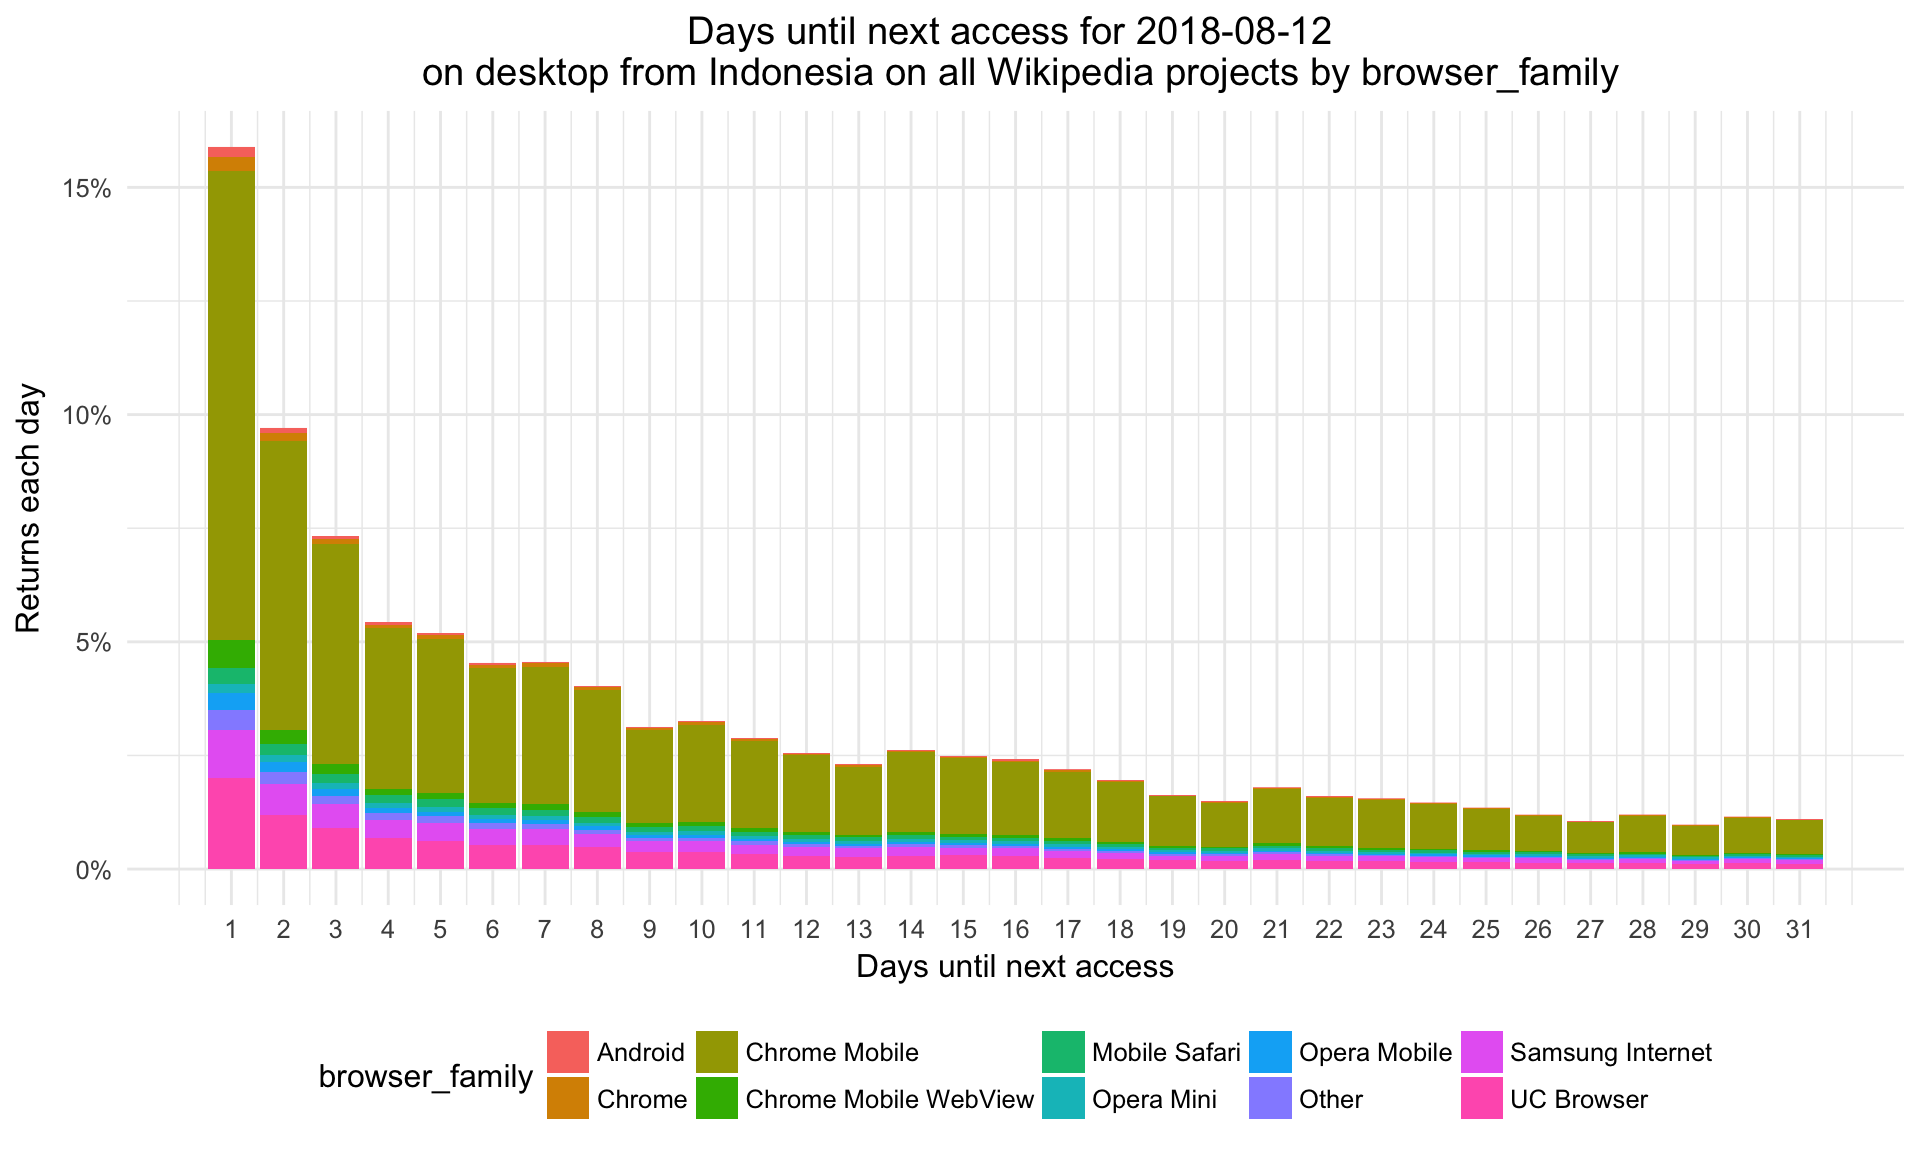 Days until next access for 2018-08-12
on desktop from Indonesia on all Wikipedia projects by browser_family
Returns each day
15%
10%
5%
0%
1 2 3 4 5 6 7 8 9 10 11 12 13 14 15 16 17 18 19 20 21 22 23 24 25 26 27 28 29 30 31
Days until next access
browser_family
Android Chrome Mobile Mobile Safari Opera Mobile Samsung Internet
Chrome Chrome Mobile WebView Opera Mini Other UC Browser